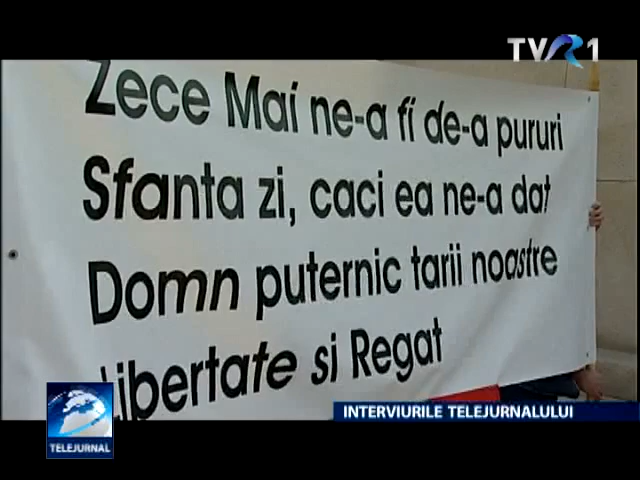 TVR1
Zece Mai ne-a fi de-a pururi
Sfanta zi, caci ea ne-a dat
Domn puternic tarii noastre
Libertate si Regat
INTERVIURILE TELEJURNALULUI
TELEJURNAL